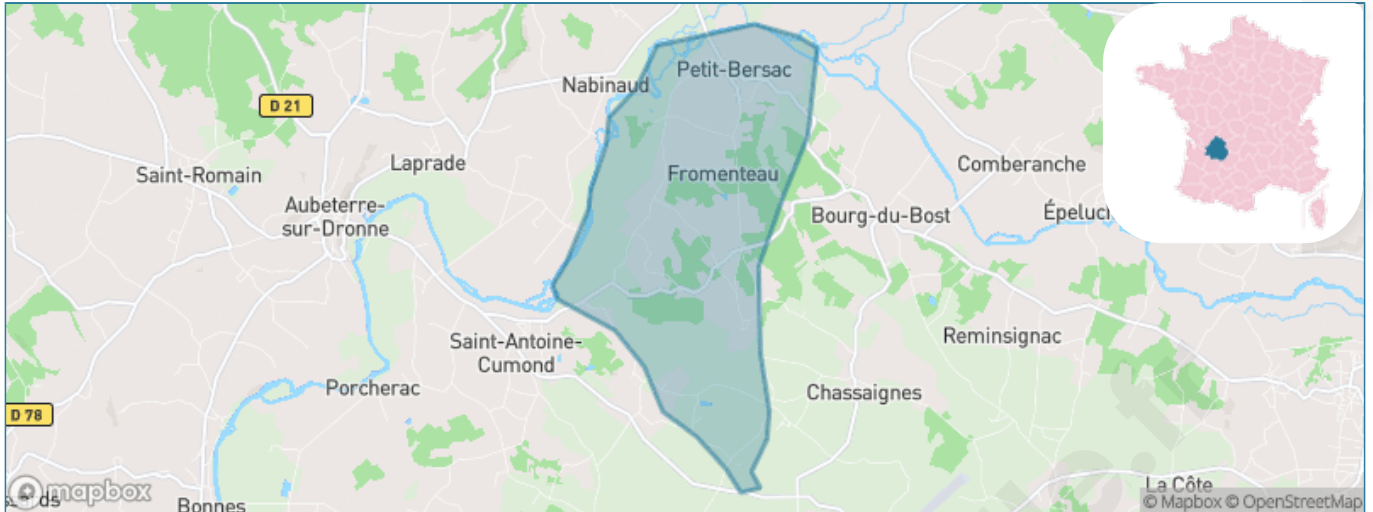 Petit-Bersac
Nabinaud
D 21
Laprade
Saint-Romain
Fromenteau
Comberanche
Aubeterre-
sur-Dronne
Bourg-du-Bost
Saint-Antoine-
Cumond
Reminsignac
Porcherac
Chassaignes
D 78
La Côte
mapbox
Bonnes
© Mapbox © OpenStreetMap